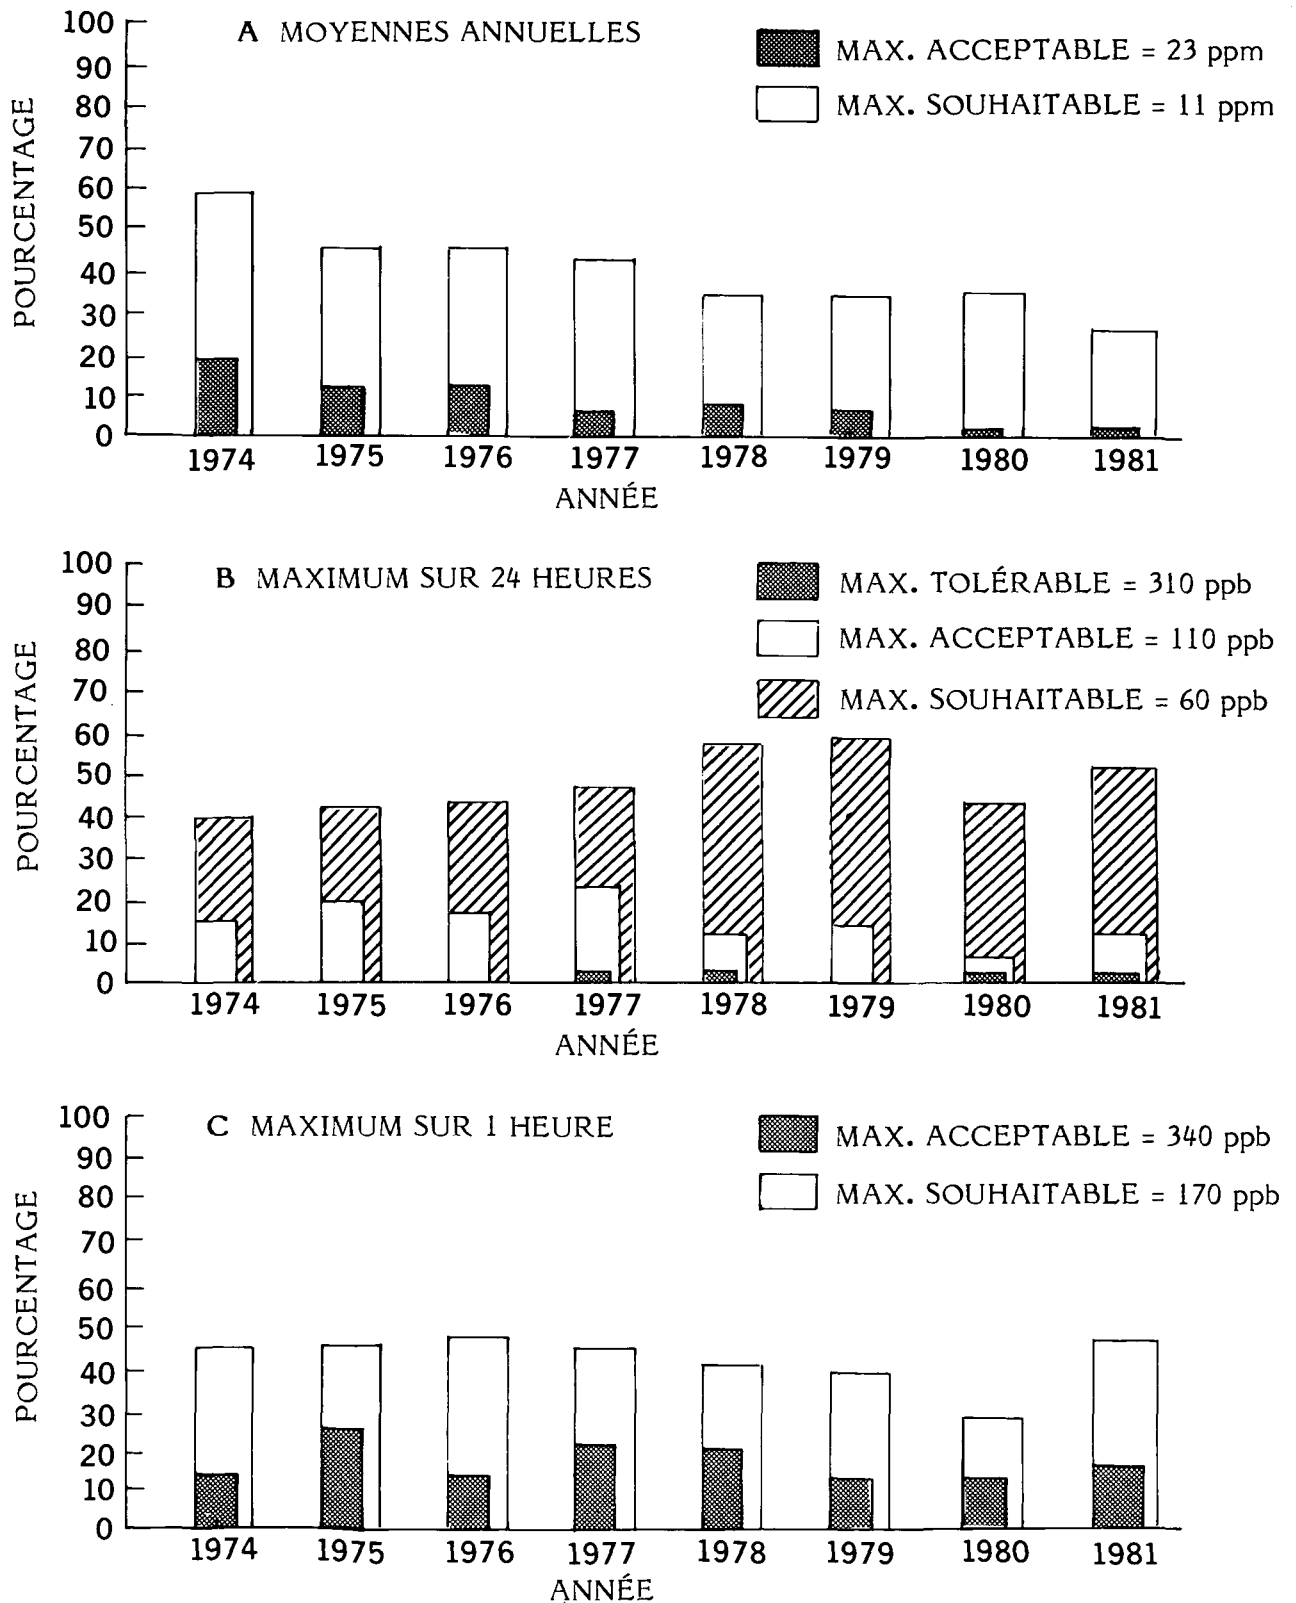 A MOYENNES ANNUELLES
MAX. ACCEPTABLE = 23 ppm
MAX. SOUHAITABLE = 11 ppm
POURCENTAGE
100
90
80
70
60
50
40
30
20
10
0
1974 1975 1976 1977 1978 1979 1980 1981
ANNÉE
B MAXIMUM SUR 24 HEURES
MAX. TOLÉRABLE = 310 ppb
MAX. ACCEPTABLE = 110 ppb
MAX. SOUHAITABLE = 60 ppb
POURCENTAGE
100
90
80
70
60
50
40
30
20
10
0
1974 1975 1976 1977 1978 1979 1980 1981
ANNÉE
C MAXIMUM SUR 1 HEURE
MAX. ACCEPTABLE = 340 ppb
MAX. SOUHAITABLE = 170 ppb
POURCENTAGE
100
90
80
70
60
50
40
30
20
10
0
1974 1975 1976 1977 1978 1979 1980 1981
ANNÉE